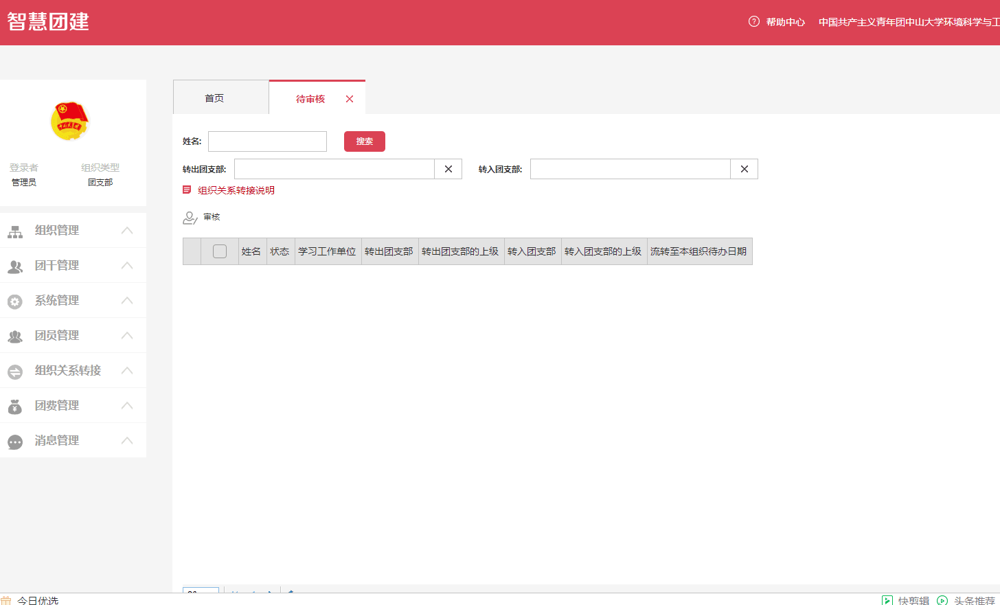 智慧团建
帮助中心 中国共产主义青年团中山大学环境科学与工
首页 待审核
中国共青团
登录者 组织类型
管理员 团支部
姓名: 搜索
转出团支部: 转入团支部:
组织关系转接说明
审核
姓名 状态 学习工作单位 转出团支部 转出团支部的上级 转入团支部 转入团支部的上级 流转至本组织待办日期
组织管理
团干管理
系统管理
团员管理
组织关系转接
团费管理
消息管理
今日优选 快剪辑 头条推荐